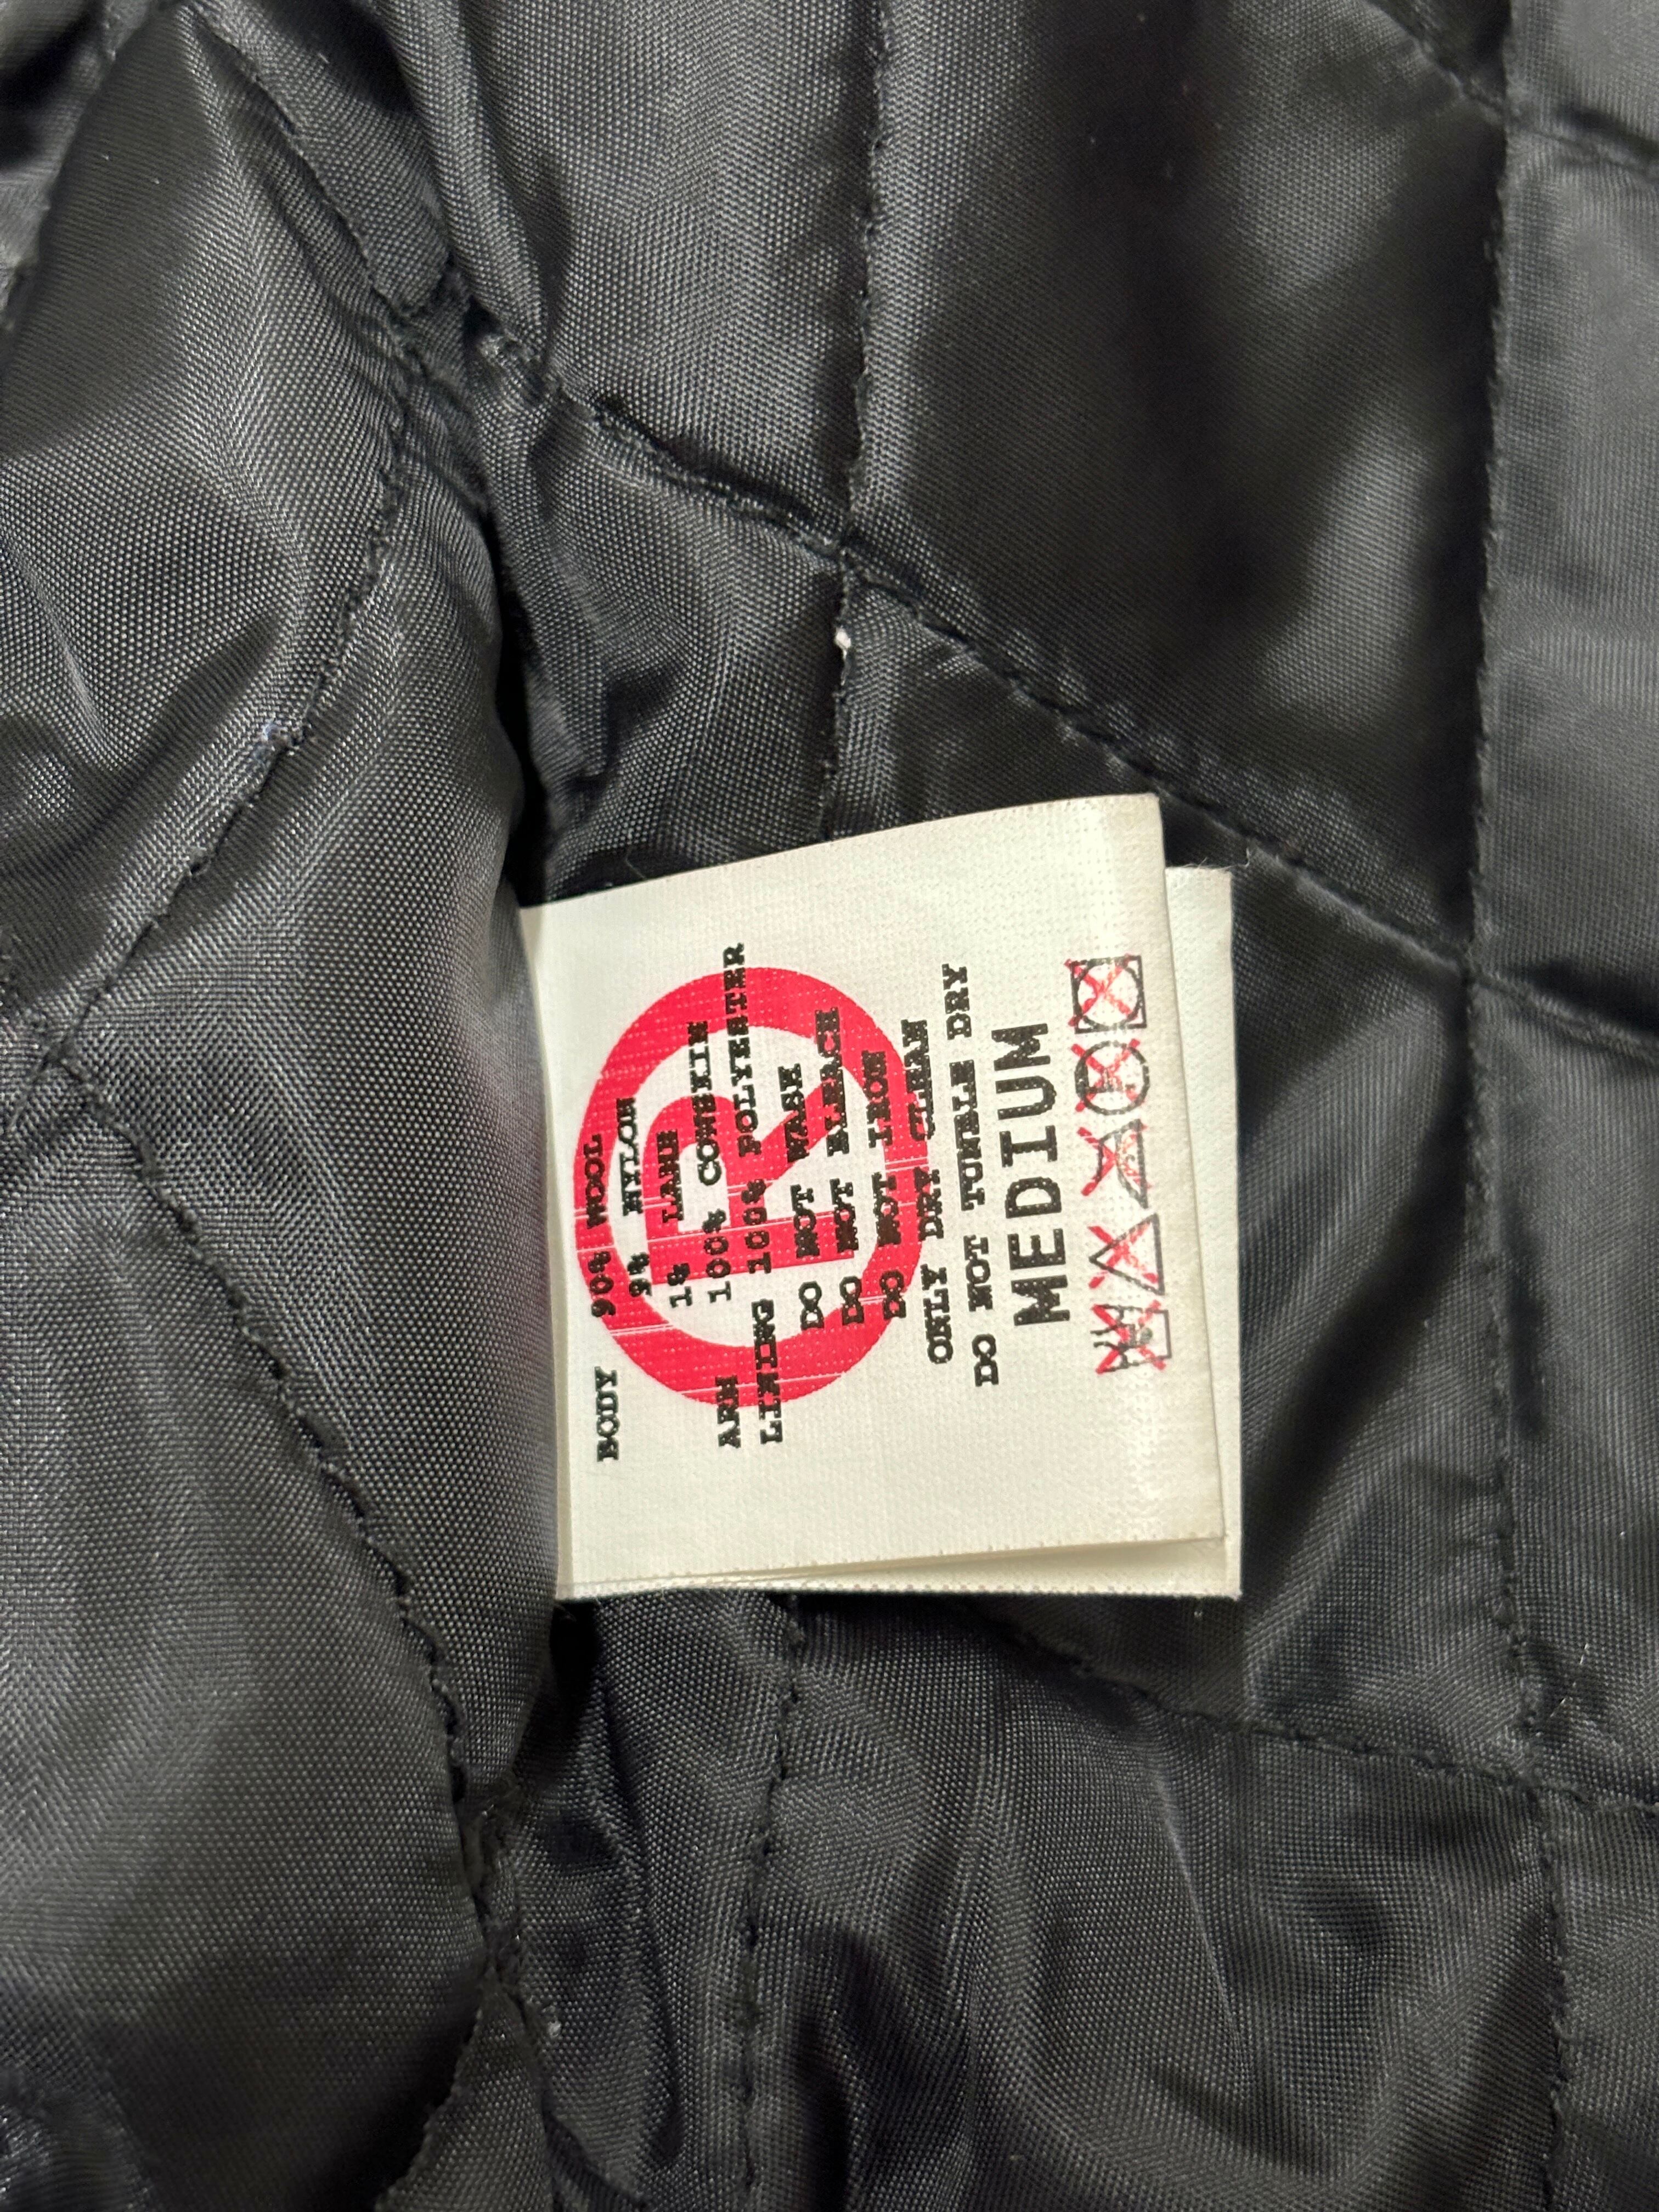 BODY 90% WOOL
9% NYLON
1% LAME
100% COWSKIN
ARM
LINING 100% POLYESTER
DO NOT WASH
DO NOT BLEACH
DO NOT IRON
ONLY DRY CLEAN
DO NOT TUMBLE DRY
MEDIUM
R
P